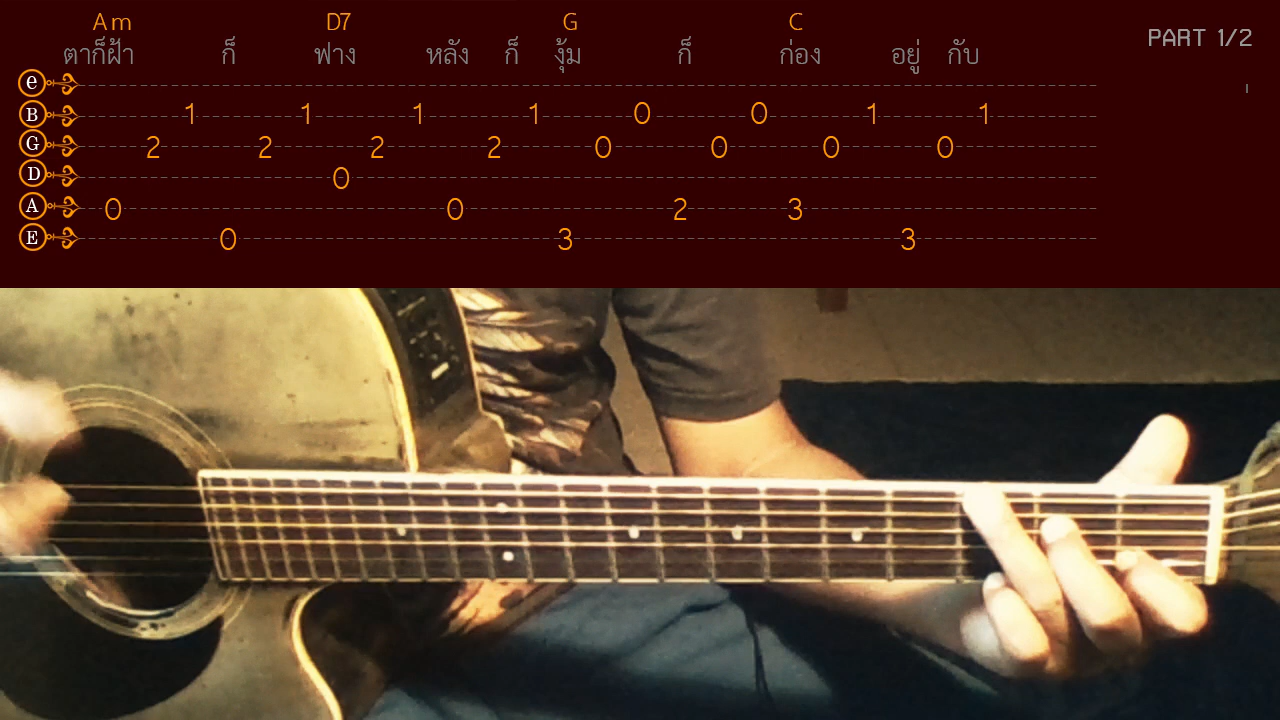 Am D7 G C
ตาก็ฝ้า ก็ ฟาง หลัง ก็ งุ้ม ก็ ก่อง อยู่ กับ
PART 1/2
e
B 1 1 1 1 0 0 1 1
G 2 2 2 2 0 0 0 0
D 0
A 0 0 2 3
E 0 3 3